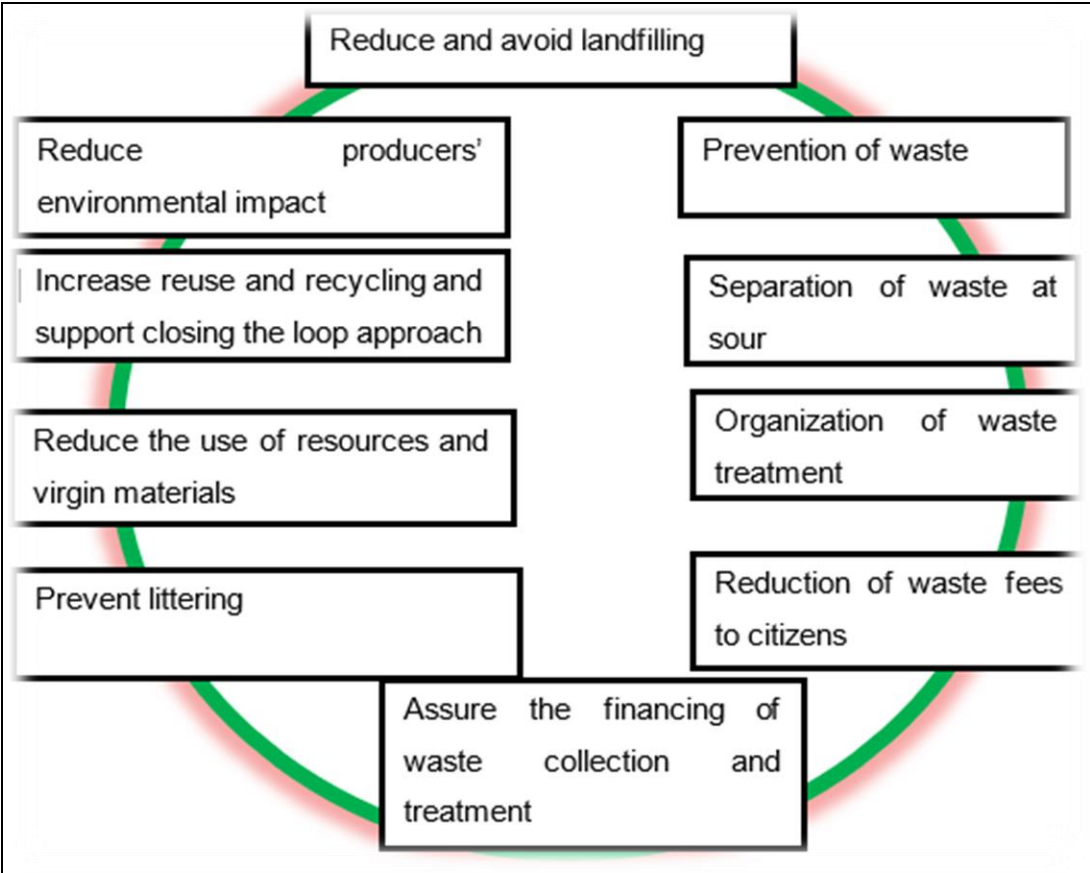 Reduce and avoid landfilling
Reduce producers’
environmental impact
Prevention of waste
Increase reuse and recycling and
support closing the loop approach
Separation of waste at
sour
Reduce the use of resources and
virgin materials
Organization of waste
treatment
Prevent littering
Reduction of waste fees
to citizens
Assure the financing of
waste collection and
treatment